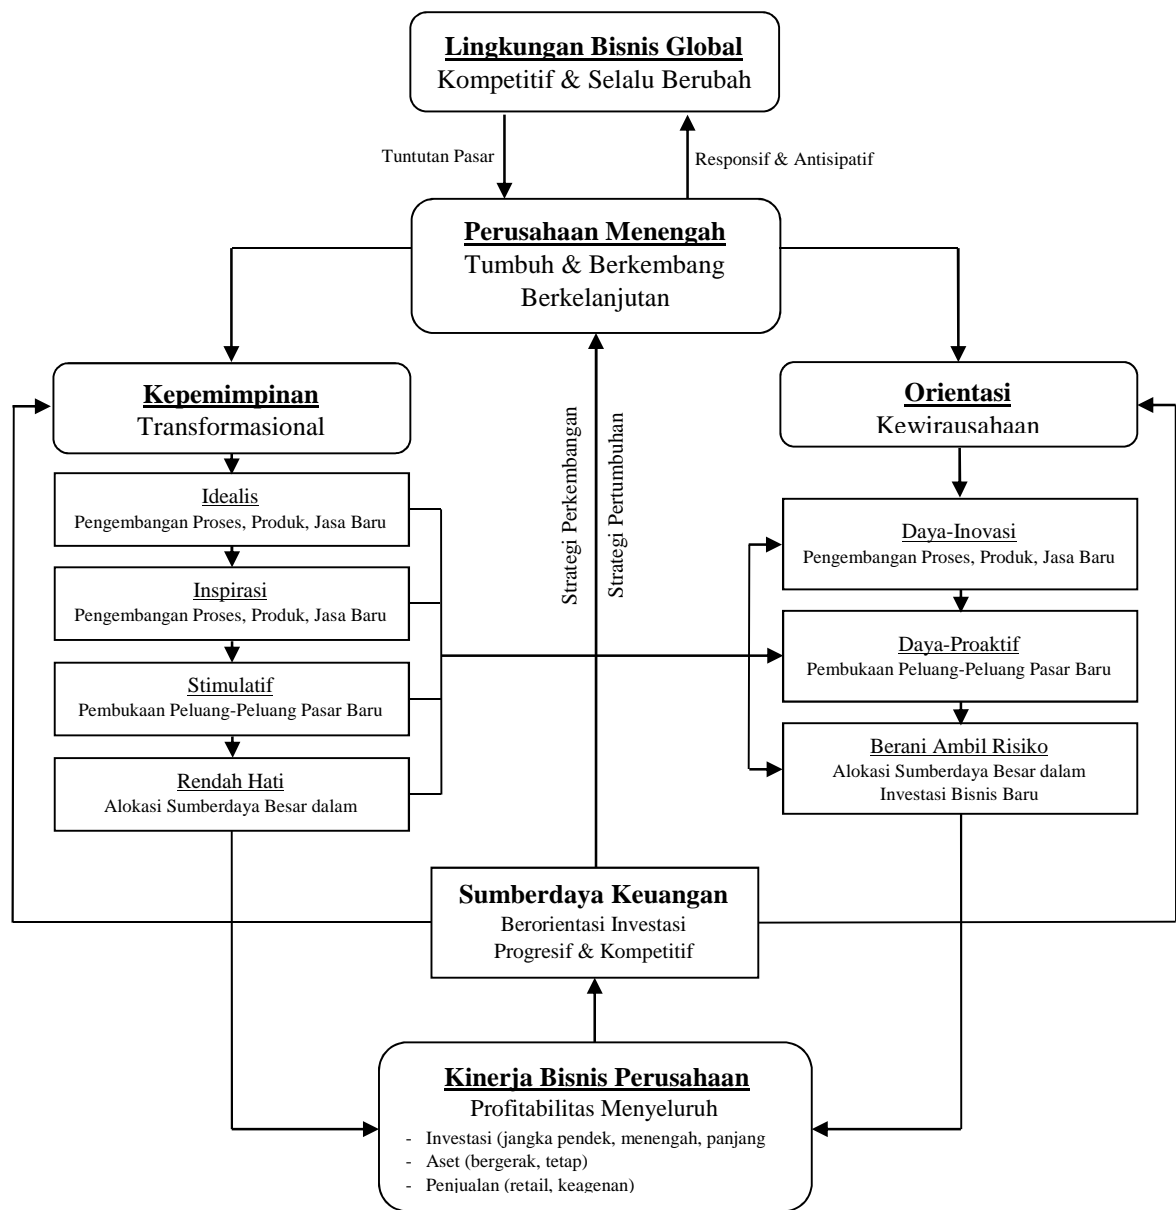 Lingkungan Bisnis Global
Kompetitif & Selalu Berubah
Tuntutan Pasar
Responsif & Antisipatif
Perusahaan Menengah
Tumbuh & Berkembang
Berkelanjutan
Kepemimpinan
Transformasional
Orientasi
Kewirausahaan
Strategi Perkembangan
Strategi Pertumbuhan
Idealis
Pengembangan Proses, Produk, Jasa Baru
Inspirasi
Pengembangan Proses, Produk, Jasa Baru
Stimulatif
Pembukaan Peluang-Peluang Pasar Baru
Rendah Hati
Alokasi Sumberdaya Besar dalam
Daya-Inovasi
Pengembangan Proses, Produk, Jasa Baru
Daya-Proaktif
Pembukaan Peluang-Peluang Pasar Baru
Berani Ambil Risiko
Alokasi Sumberdaya Besar dalam
Investasi Bisnis Baru
Sumberdaya Keuangan
Berorientasi Investasi
Progresif & Kompetitif
Kinerja Bisnis Perusahaan
Profitabilitas Menyeluruh
- Investasi (jangka pendek, menengah, panjang
- Aset (bergerak, tetap)
- Penjualan (retail, keagenan)